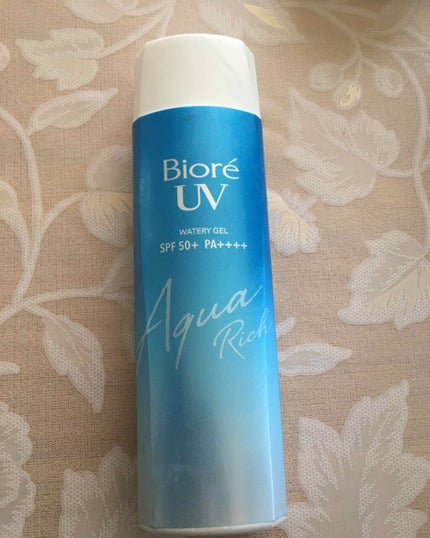 Bioré
UV
WATERY GEL
SPF 50+ PA++++
Aqua
Rich